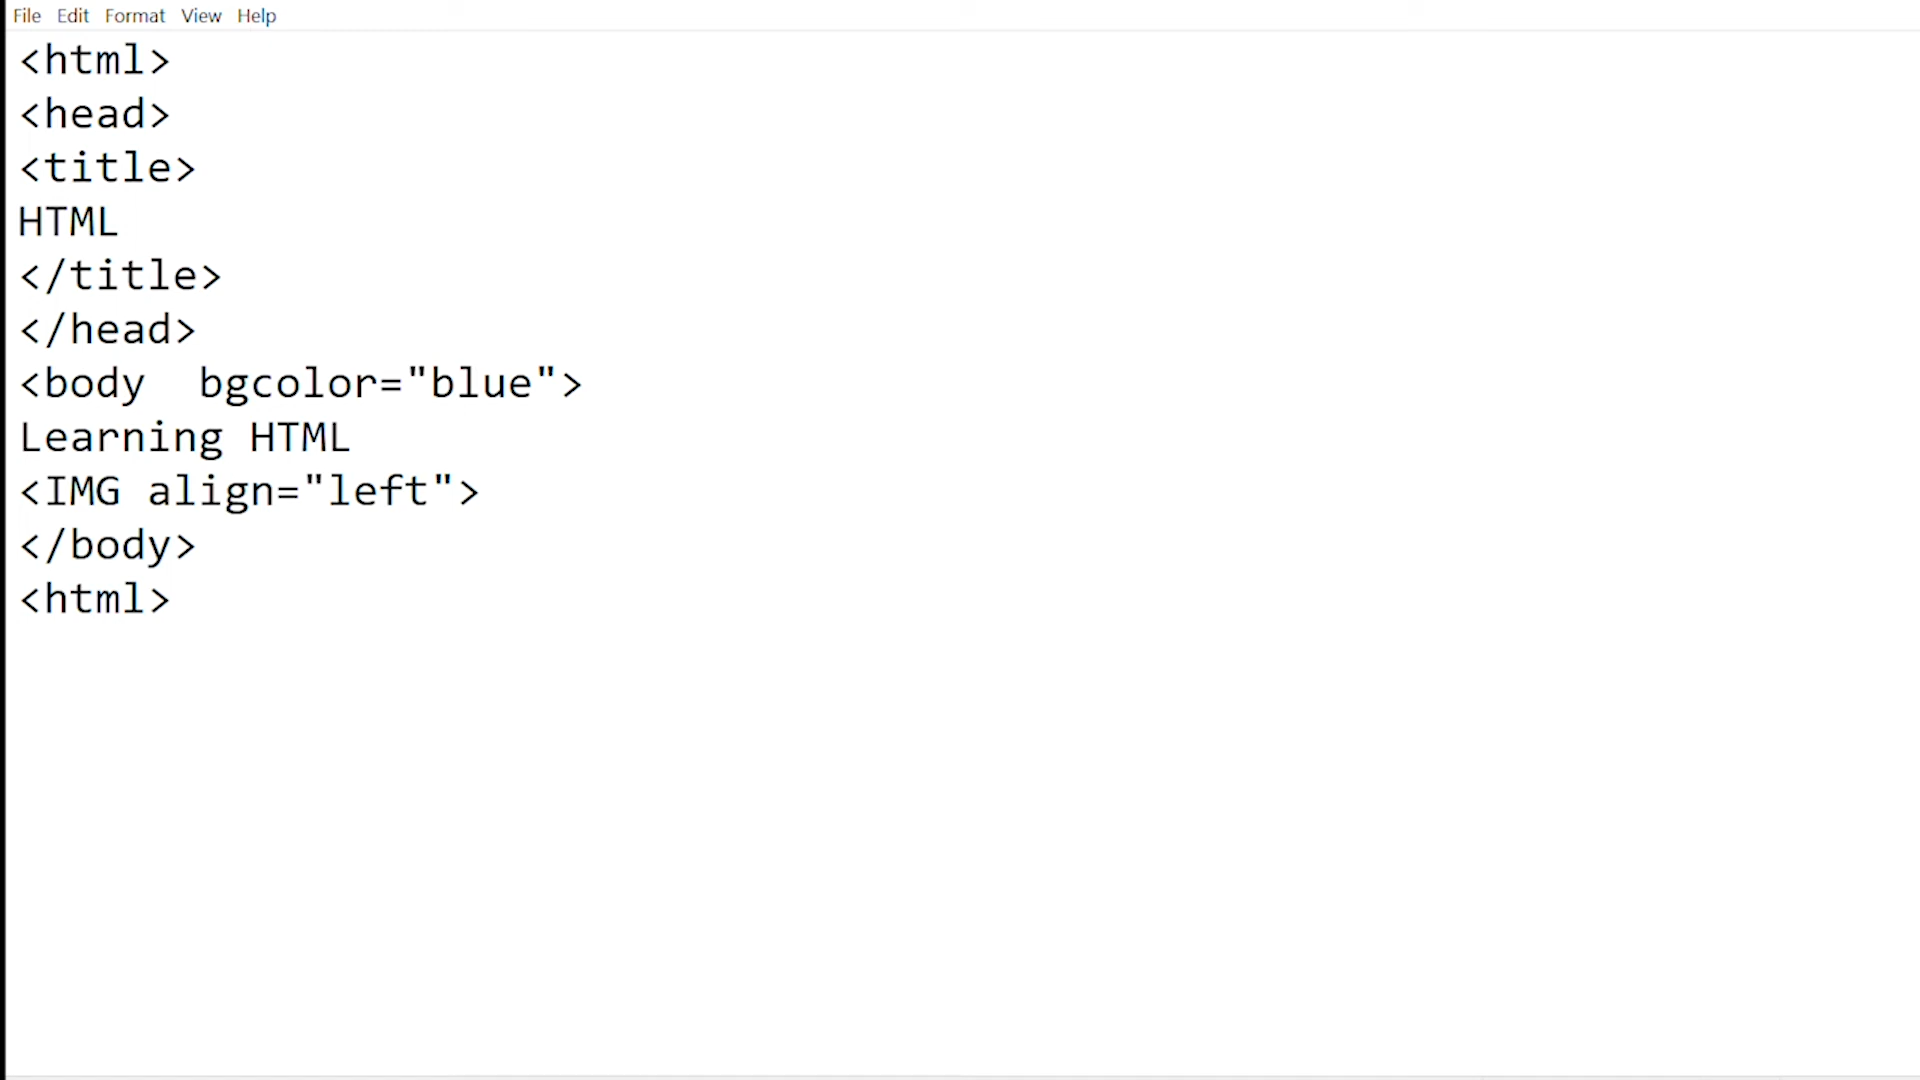 File Edit Format View Help
<html>
<head>
<title>
HTML
</title>
</head>
<body  bgcolor="blue">
Learning HTML
<IMG align="left">
</body>
<html>